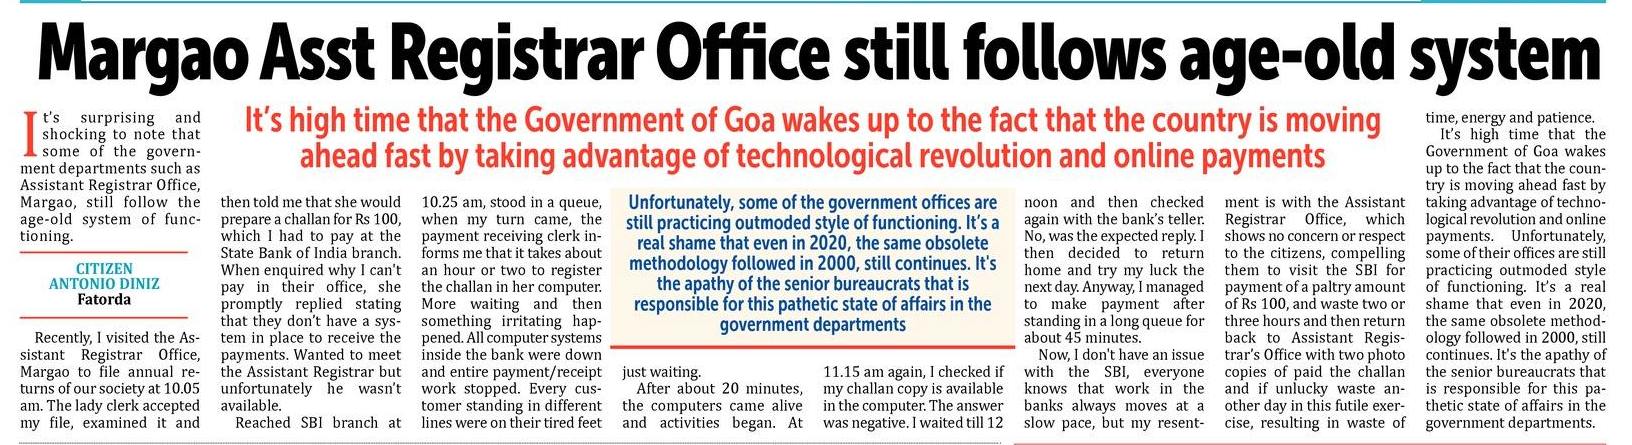 Margao Asst Registrar Office still follows age-old system
It's high time that the Government of Goa wakes up to the fact that the country is moving
ahead fast by taking advantage of technological revolution and online payments
It's surprising and
shocking to note that
some of the govern-
ment departments such as
Assistant Registrar Office,
Margao, still follow the
age-old system of func-
tioning.
CITIZEN
ANTONIO DINIZ
Fatorda
Recently, I visited the As-
sistant Registrar Office,
Margao to file annual re-
turns of our society at 10.05
am. The lady clerk accepted
my file, examined it and
then told me that she would
prepare a challan for Rs 100,
which I had to pay at the
State Bank of India branch.
When enquired why I can't
pay in their office, she
promptly replied stating
that they don't have a sys-
tem in place to receive the
payments. Wanted to meet
the Assistant Registrar but
unfortunately he wasn't
available.
Reached SBI branch at
10.25 am, stood in a queue,
when my turn came, the
payment receiving clerk in-
forms me that it takes about
an hour or two to register
the challan in her computer.
More waiting and then
something irritating hap-
pened. All computer systems
inside the bank were down
and entire payment/receipt
work stopped. Every cus-
tomer standing in different
lines were on their tired feet
Unfortunately, some of the government offices are
still practicing outmoded style of functioning. It's a
real shame that even in 2020, the same obsolete
methodology followed in 2000, still continues. It's
the apathy of the senior bureaucrats that is
responsible for this pathetic state of affairs in the
government departments
just waiting.
After about 20 minutes,
the computers came alive
and activities began. At
11.15 am again, I checked if
my challan copy is available
in the computer. The answer
was negative. I waited till 12
noon and then checked
again with the bank's teller.
No, was the expected reply. I
then decided to return
home and try my luck the
next day. Anyway, I managed
to make payment after
standing in a long queue for
about 45 minutes.
Now, I don't have an issue
with the SBI, everyone
knows that work in the
banks always moves at a
slow pace, but my resent-
ment is with the Assistant
Registrar Office, which
shows no concern or respect
to the citizens, compelling
them to visit the SBI for
payment of a paltry amount
of Rs 100, and waste two or
three hours and then return
back to Assistant Regis-
trar's Office with two photo
copies of paid the challan
and if unlucky waste an-
other day in this futile exer-
cise, resulting in waste of
time, energy and patience.
It's high time that the
Government of Goa wakes
up to the fact that the coun-
try is moving ahead fast by
taking advantage of techno-
logical revolution and online
payments. Unfortunately,
some of their offices are still
practicing outmoded style
of functioning. It's a real
shame that even in 2020,
the same obsolete method-
ology followed in 2000, still
continues. It's the apathy of
the senior bureaucrats that
is responsible for this pa-
thetic state of affairs in the
government departments.